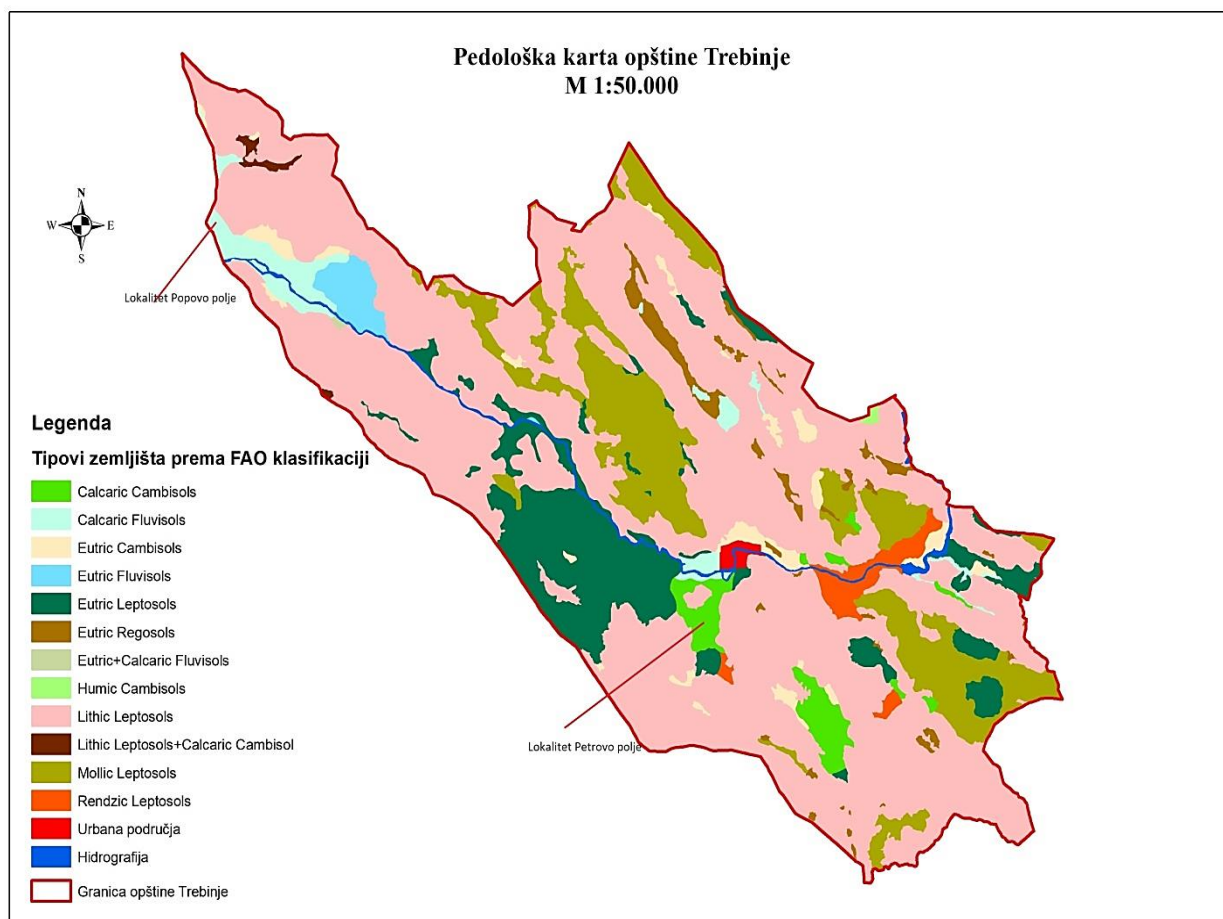 Pedološka karta opštine Trebinje
M 1:50.000
N
W E
S
Lokalitet Popovo polje
Legenda
Tipovi zemljišta prema FAO klasifikaciji
Calcaric Cambisols
Calcaric Fluvisols
Eutric Cambisols
Eutric Fluvisols
Eutric Leptosols
Eutric Regosols
Eutric+Calcaric Fluvisols
Humic Cambisols
Lithic Leptosols
Lithic Leptosols+Calcaric Cambisol
Mollic Leptosols
Rendzic Leptosols
Urbana područja
Hidrografija
Granica opštine Trebinje
Lokalitet Petrovo polje